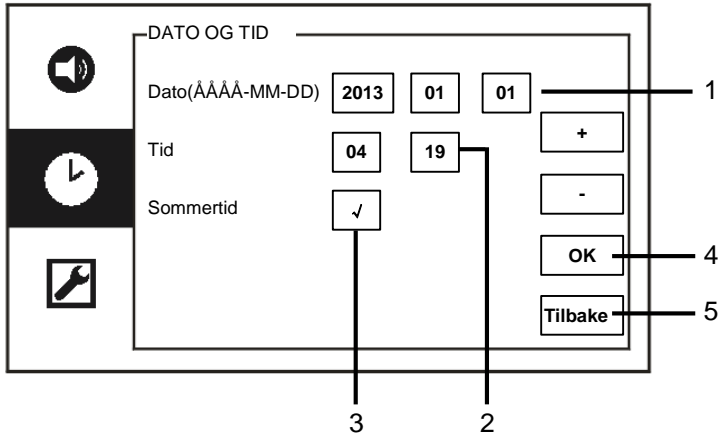 DATO OG TID
Dato(ÅÅÅÅ-MM-DD) 2013 01 01 1
+
Tid 04 19
-
Sommertid √
OK 4
Tilbake 5
3 2